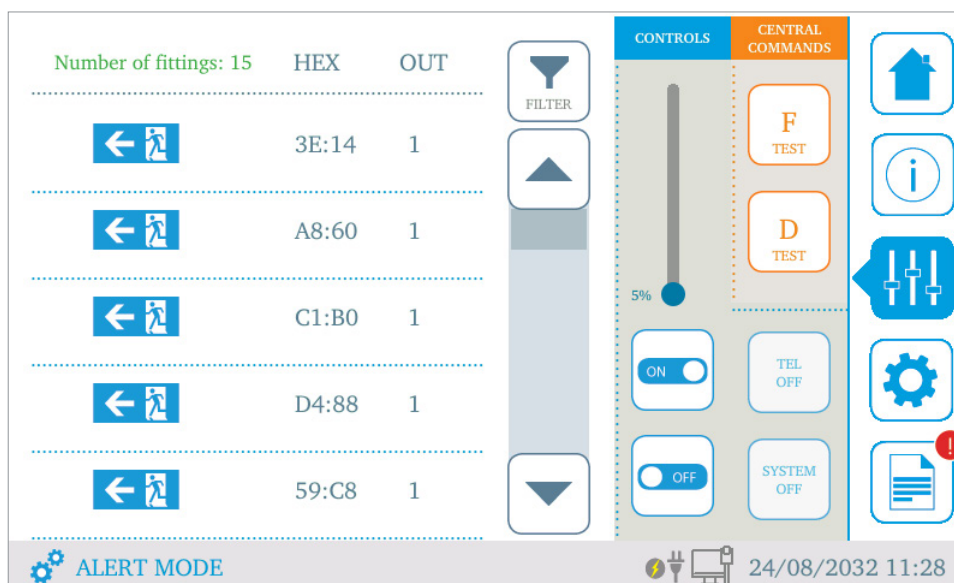 Number of fittings: 15 HEX OUT
3E:14 1
A8:60 1
C1:B0 1
D4:88 1
59:C8 1
FILTER
CONTROLS
5%
ON
OFF
CENTRAL
COMMANDS
F
TEST
D
TEST
TEL
OFF
SYSTEM
OFF
i
!
ALERT MODE
24/08/2032 11:28